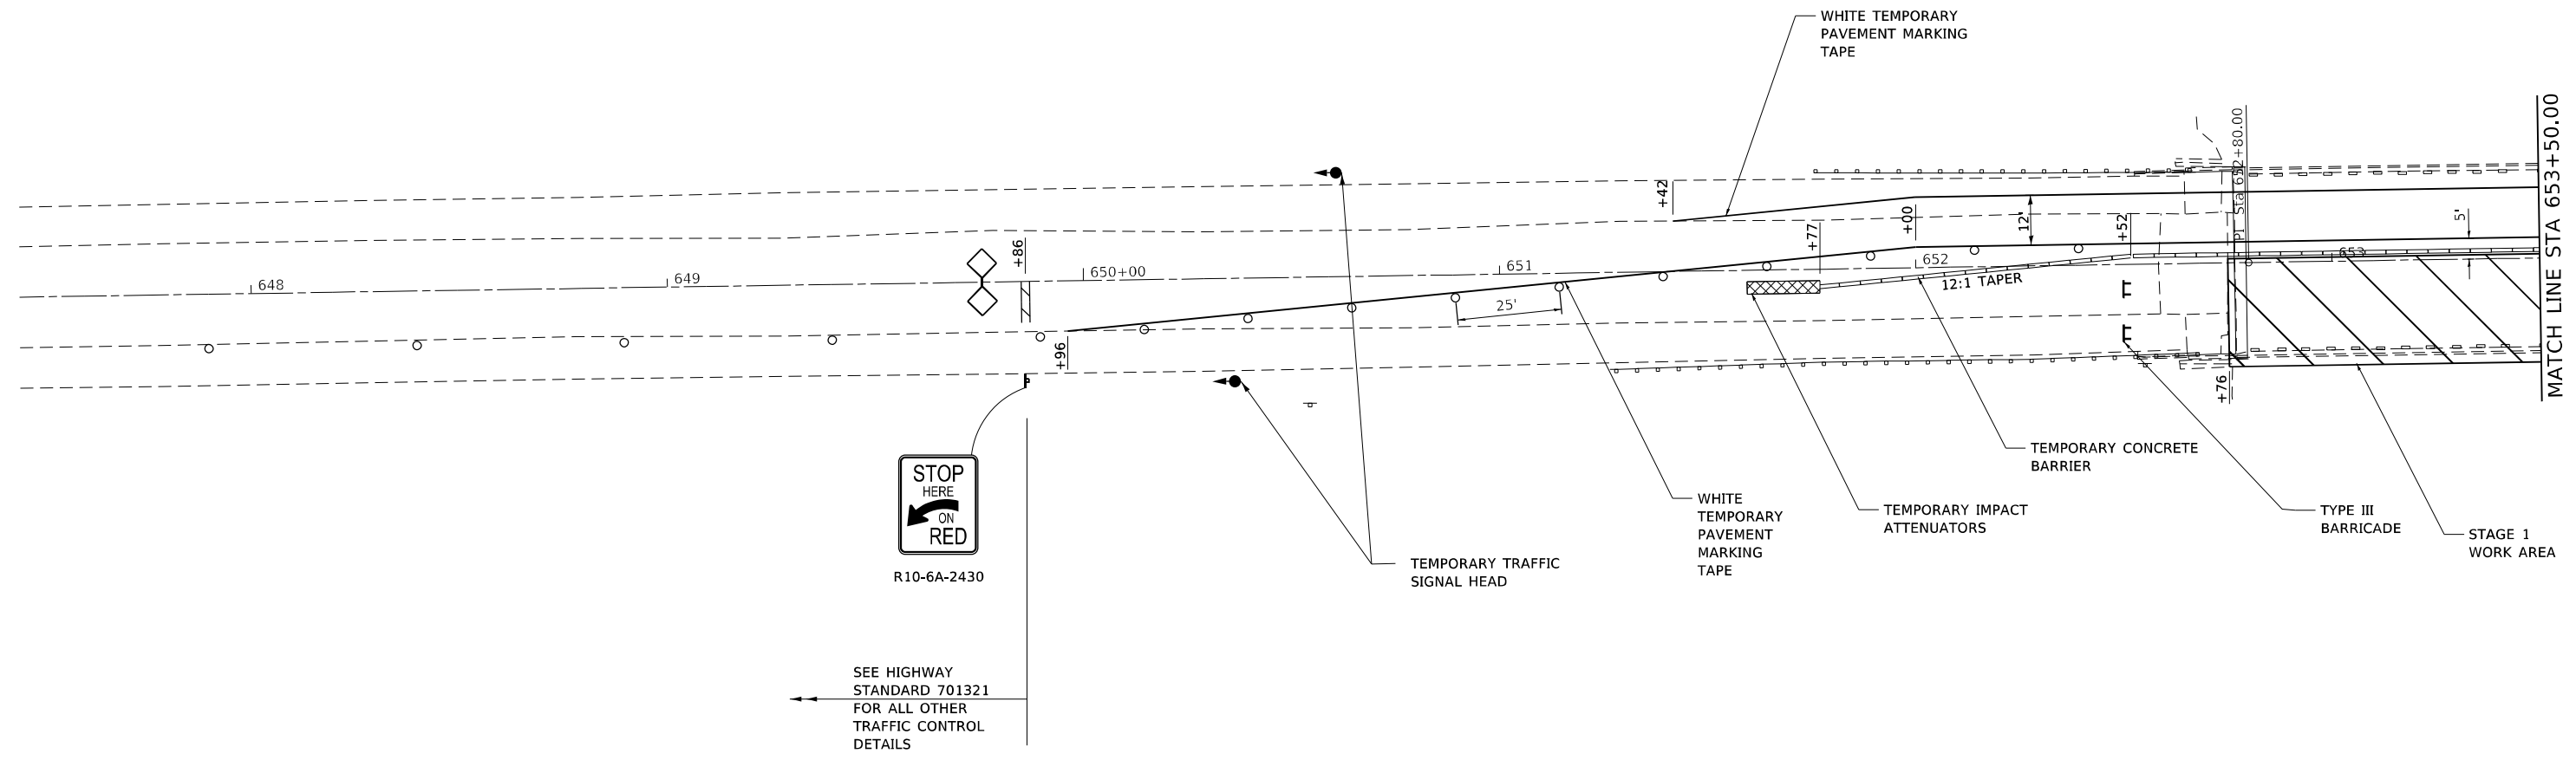 WHITE TEMPORARY
PAVEMENT MARKING
TAPE
MATCH LINE STA 653+50.00
PI Sta 652+80.00
+42
+00
12'
+52
5'
+77
+86
648
649
650+00
651
652
653
12:1 TAPER
25'
+96
+76
STOP
HERE
ON
RED
R10-6A-2430
TEMPORARY CONCRETE
BARRIER
WHITE
TEMPORARY
PAVEMENT
MARKING
TAPE
TEMPORARY IMPACT
ATTENUATORS
TYPE III
BARRICADE
STAGE 1
WORK AREA
TEMPORARY TRAFFIC
SIGNAL HEAD
SEE HIGHWAY
STANDARD 701321
FOR ALL OTHER
TRAFFIC CONTROL
DETAILS